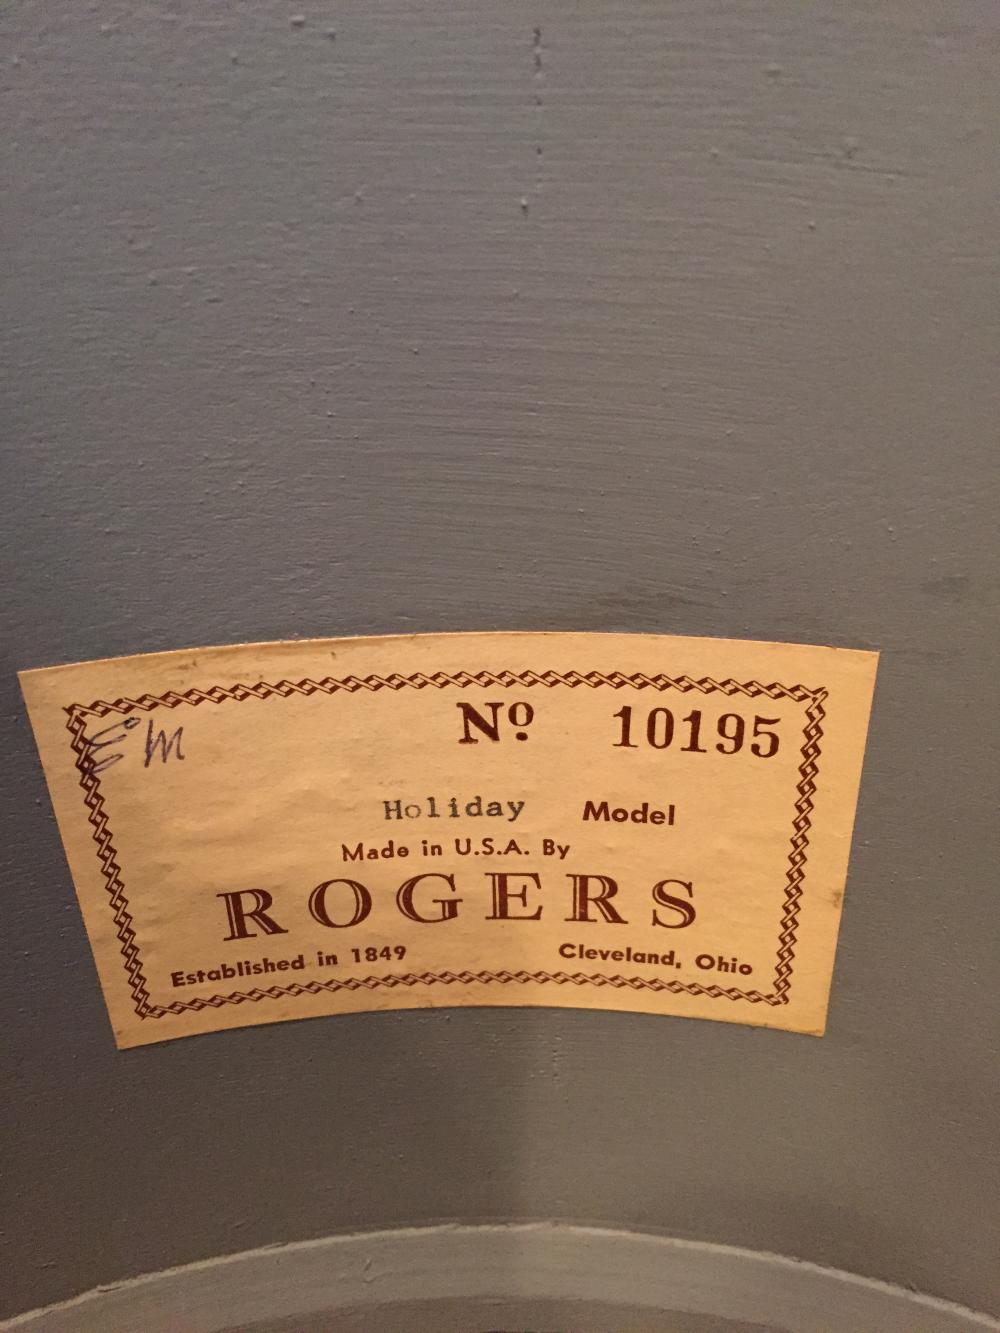 Nº 10195
EM
Holiday Model
Made in U.S.A. By
ROGERS
Established in 1849 Cleveland, Ohio